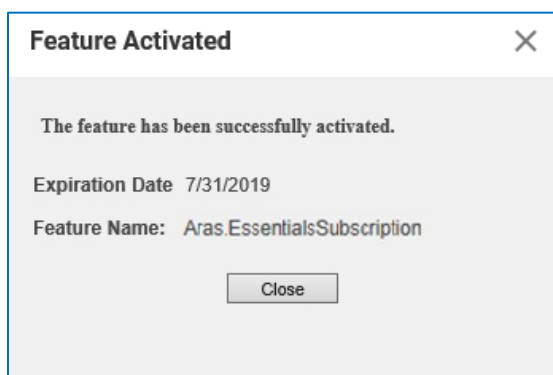 Feature Activated
The feature has been successfully activated.
Expiration Date 7/31/2019
Feature Name: Aras.EssentialsSubscription
Close